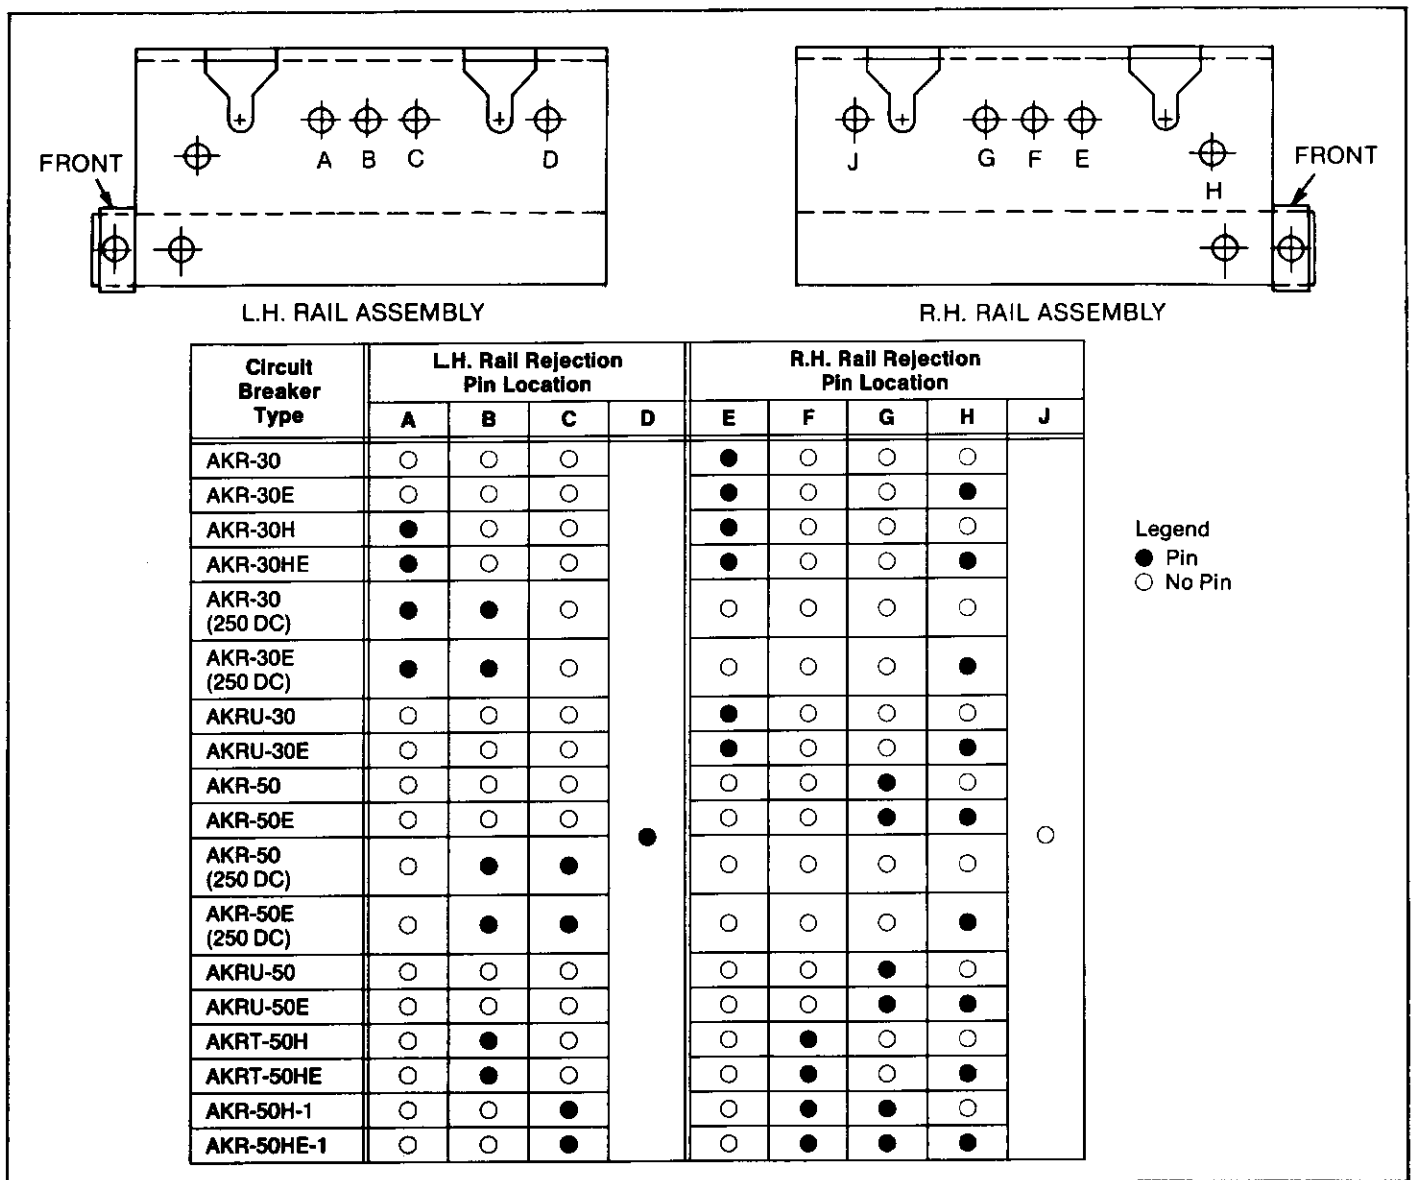 FRONT
A B C D
L.H. RAIL ASSEMBLY
J G F E
H
FRONT
R.H. RAIL ASSEMBLY
Circuit
Breaker
Type
L.H. Rail Rejection
Pin Location
R.H. Rail Rejection
Pin Location
A B C D E F G H J
AKR-30
AKR-30E
AKR-30H
AKR-30HE
AKR-30
(250 DC)
AKR-30E
(250 DC)
AKRU-30
AKRU-30E
AKR-50
AKR-50E
AKR-50
(250 DC)
AKR-50E
(250 DC)
AKRU-50
AKRU-50E
AKRT-50H
AKRT-50HE
AKR-50H-1
AKR-50HE-1
Legend
Pin
No Pin